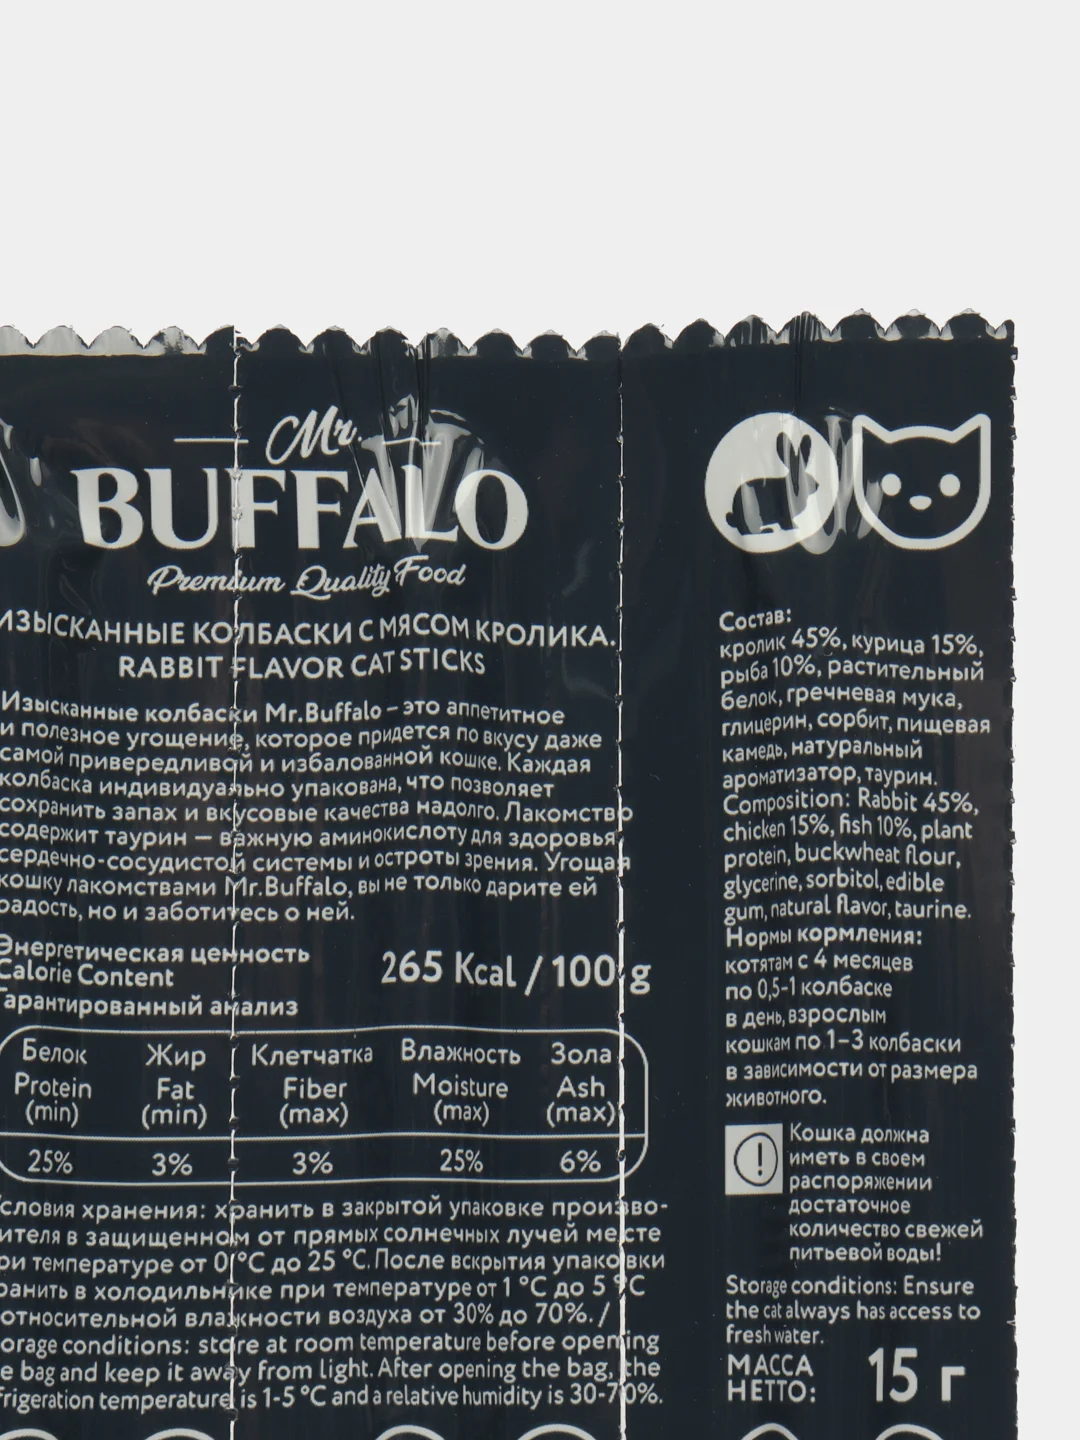 Mr.
BUFFALO
Premium Quality Food
ИЗЫСКАННЫЕ КОЛБАСКИ С МЯСОМ КРОЛИКА.
RABBIT FLAVOR CAT STICKS
Изысканные колбаски Mr.Buffalo – это аппетитное
и полезное угощение, которое придется по вкусу даже
самой привередливой и избалованной кошке. Каждая
колбаска индивидуально упакована, что позволяет
сохранить запах и вкусовые качества надолго. Лакомство
содержит таурин — важную аминокислоту для здоровья
сердечно-сосудистой системы и остроты зрения. Угощая
кошку лакомствами Mr.Buffalo, вы не только дарите ей
радость, но и заботитесь о ней.
Энергетическая ценность
Calorie Content
265 Kcal / 100 g
Гарантированный анализ
Белок Жир Клетчатка Влажность Зола
Protein Fat Fiber Moisture Ash
(min) (min) (max) (max) (max)
25% 3% 3% 25% 6%
словия хранения: хранить в закрытой упаковке произво-
ителя в защищенном от прямых солнечных лучей месте
ри температуре от 0 °C до 25 °C. После вскрытия упаковки
ранить в холодильнике при температуре от 1 °C до 5 °C
относительной влажности воздуха от 30% до 70%. /
orage conditions: store at room temperature before opening
e bag and keep it away from light. After opening the bag, the
frigeration temperature is 1-5 °C and a relative humidity is 30-70%.
Состав:
кролик 45%, курица 15%,
рыба 10%, растительный
белок, гречневая мука,
глицерин, сорбит, пищевая
камедь, натуральный
ароматизатор, таурин.
Composition: Rabbit 45%,
chicken 15%, fish 10%, plant
protein, buckwheat flour,
glycerine, sorbitol, edible
gum, natural flavor, taurine.
Нормы кормления:
котятам с 4 месяцев
по 0,5-1 колбаске
в день, взрослым
кошкам по 1–3 колбаски
в зависимости от размера
животного.
Кошка должна
иметь в своем
распоряжении
достаточное
количество свежей
питьевой воды!
Storage conditions: Ensure
the cat always has access to
fresh water.
МАССА
НЕТТО:
15 г